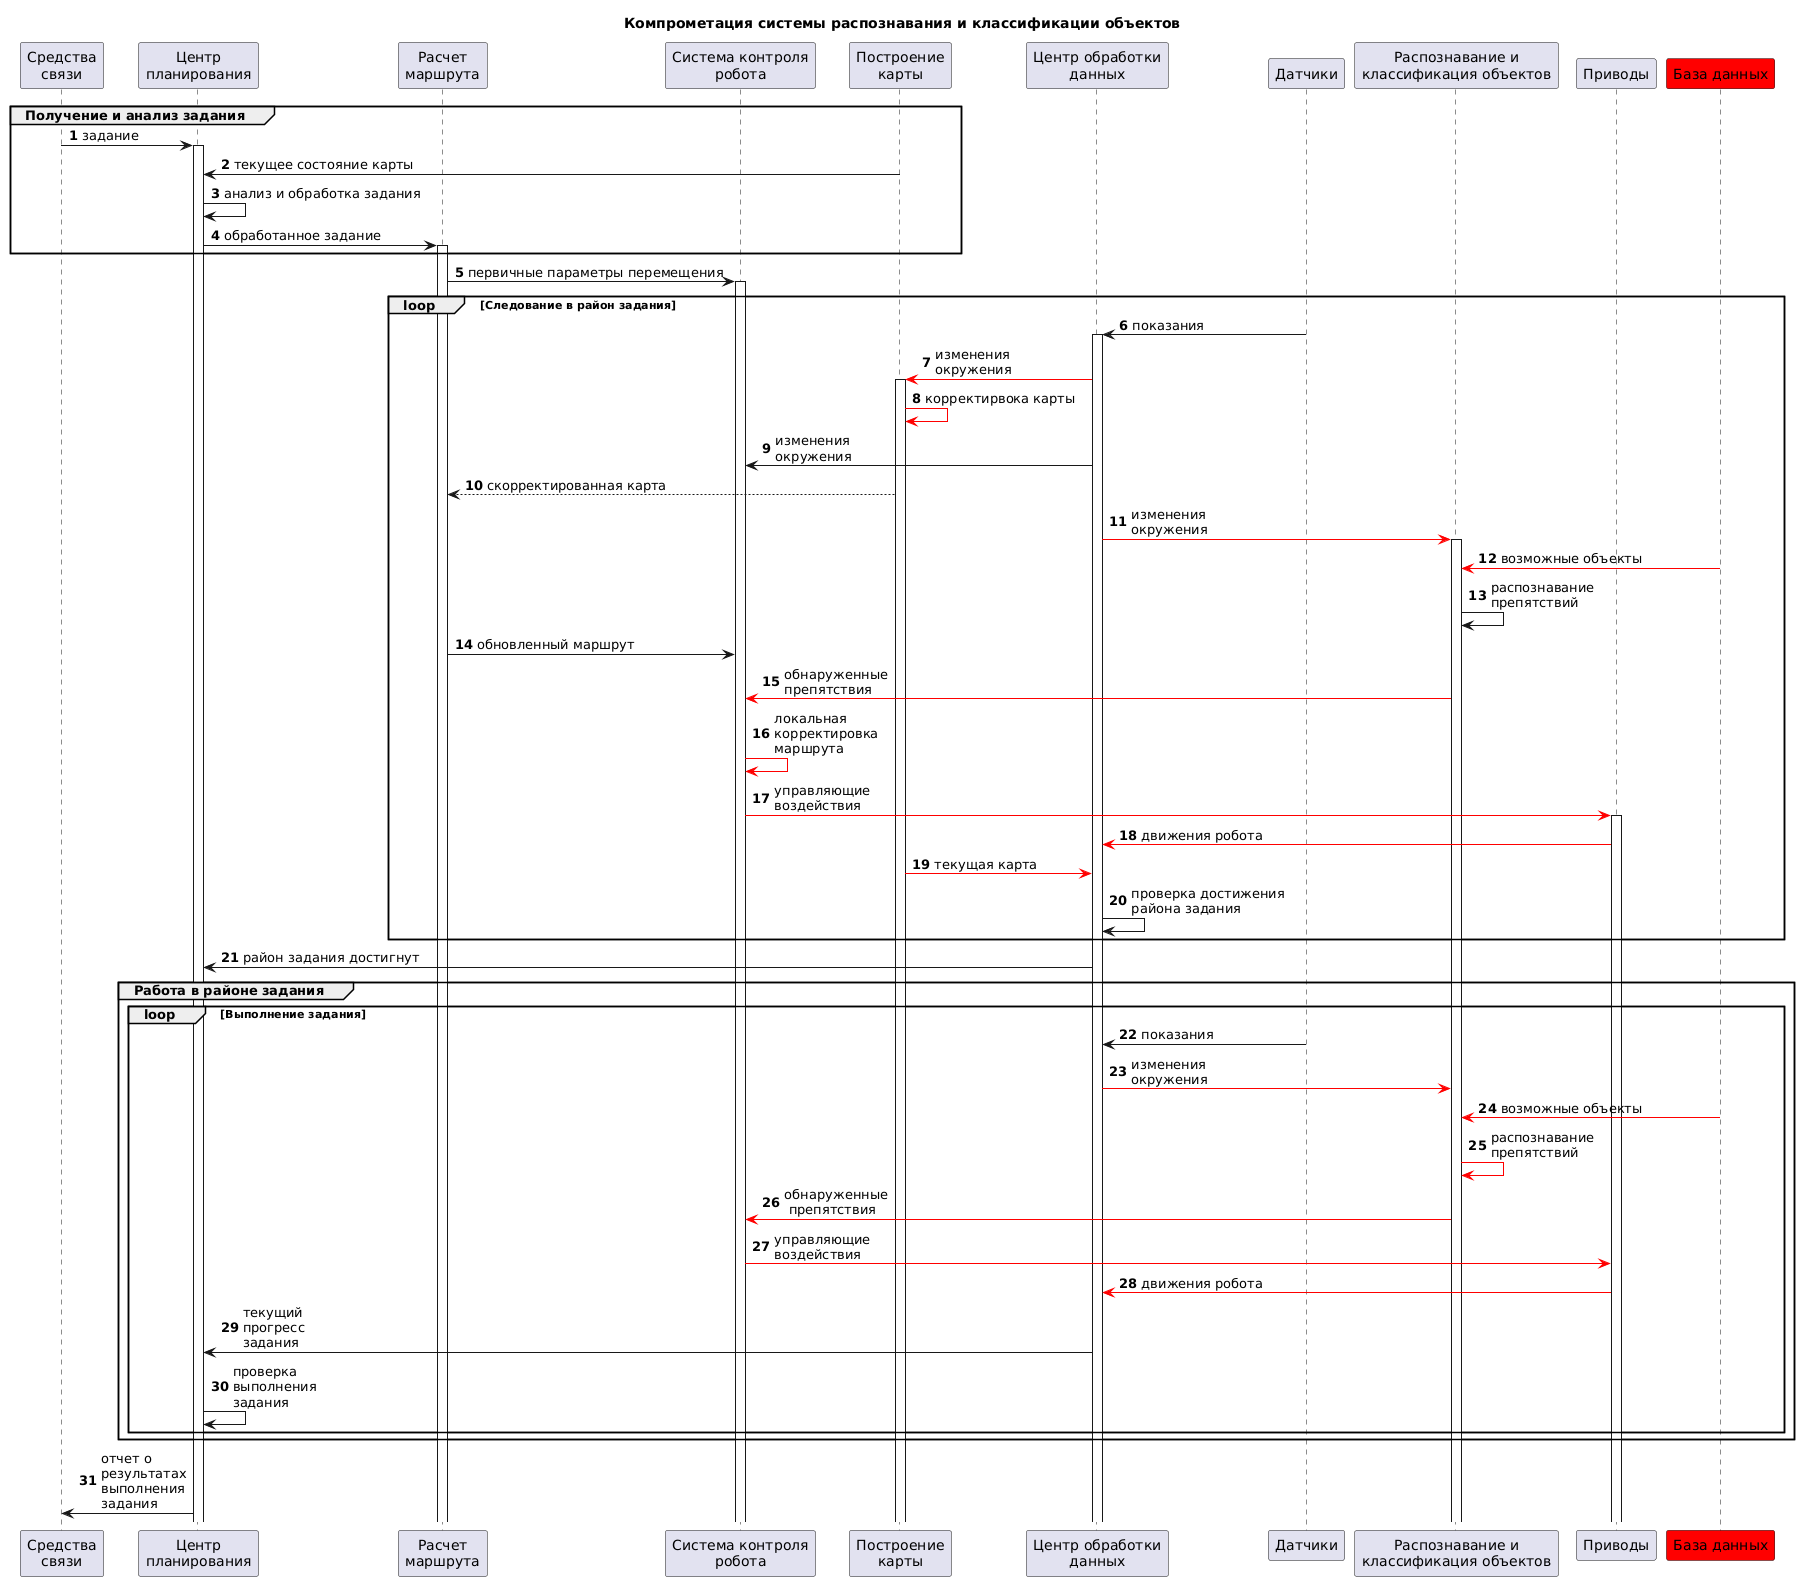 Компрометация системы распознавания и классификации объектов
Средства
связи
Центр
планирования
Расчет
маршрута
Система контроля
робота
Построение
карты
Центр обработки
данных
Датчики
Распознавание и
классификация объектов
Приводы
База данных
Получение и анализ задания
1 задание
2 текущее состояние карты
3 анализ и обработка задания
4 обработанное задание
5 первичные параметры перемещения
loop [Следование в район задания]
6 показания
7 изменения
окружения
8 корректирвока карты
9 изменения
окружения
10 скорректированная карта
11 изменения
окружения
12 возможные объекты
13 распознавание
препятствий
14 обновленный маршрут
15 обнаруженные
препятствия
16 локальная
корректировка
маршрута
17 управляющие
воздействия
18 движения робота
19 текущая карта
20 проверка достижения
района задания
21 район задания достигнут
Работа в районе задания
loop [Выполнение задания]
22 показания
23 изменения
окружения
24 возможные объекты
25 распознавание
препятствий
26 обнаруженные
препятствия
27 управляющие
воздействия
28 движения робота
29 текущий
прогресс
задания
30 проверка
выполнения
задания
31 отчет о
результатах
выполнения
задания
Средства
связи
Центр
планирования
Расчет
маршрута
Система контроля
робота
Построение
карты
Центр обработки
данных
Датчики
Распознавание и
классификация объектов
Приводы
База данных